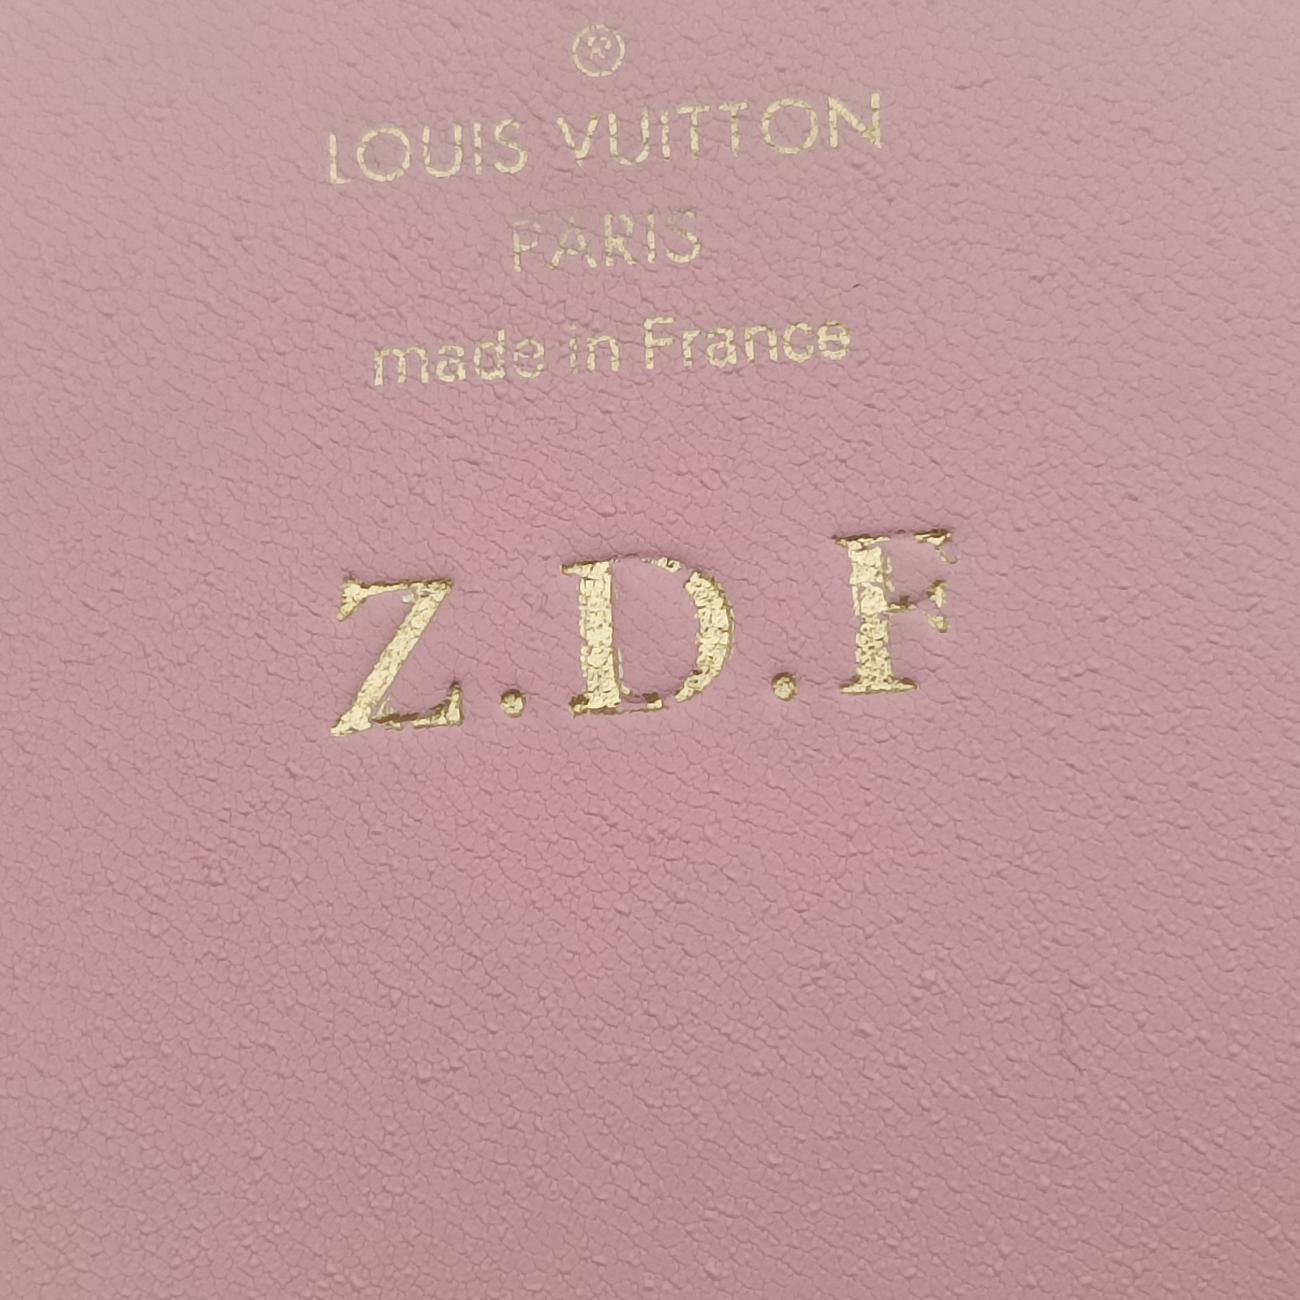 ®
LOUIS VUITTON
PARIS
made in France
Z.D.F